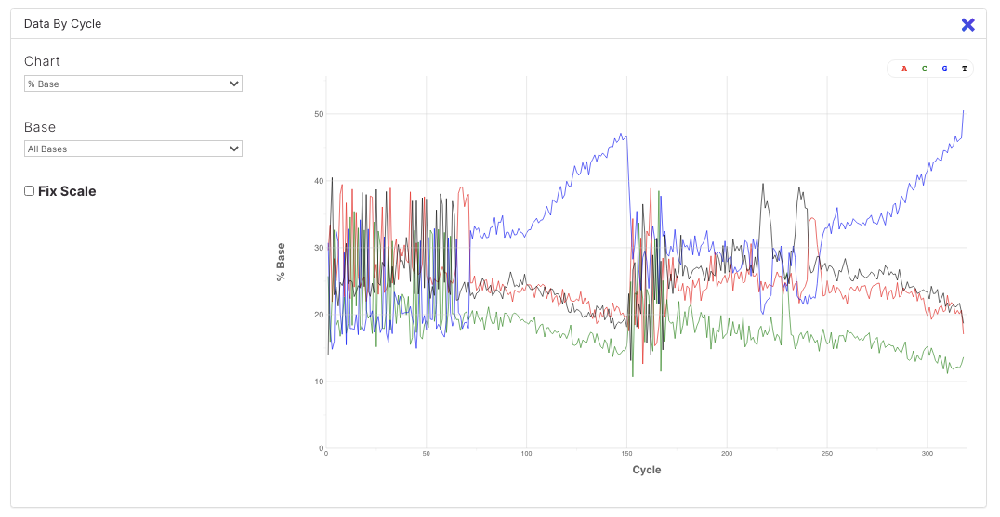 Data By Cycle
Chart
% Base
Base
All Bases
Fix Scale
A C G T
% Base
50
40
30
20
10
0
0 50 100 150 200 250 300
Cycle